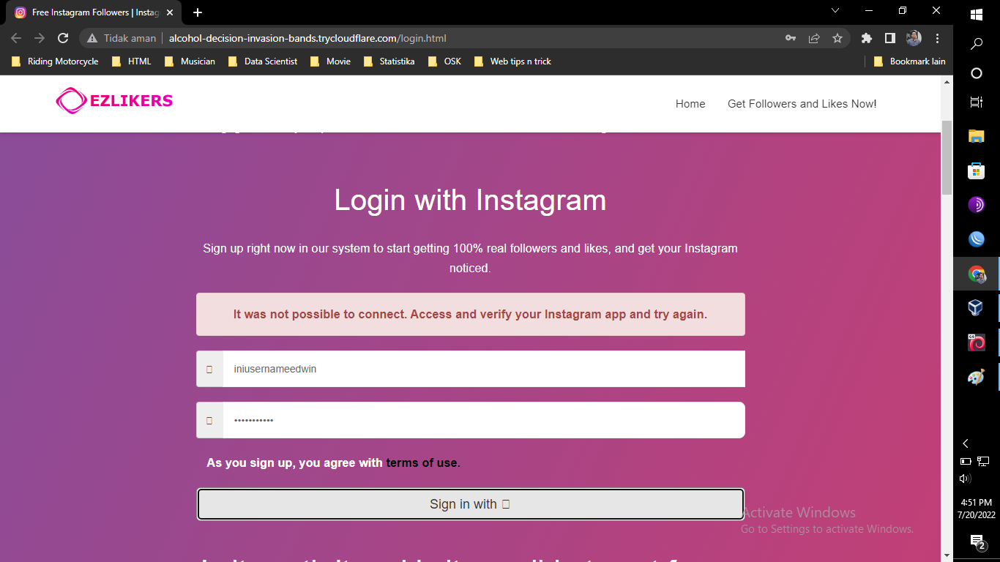 Free Instagram Followers | Instag
Tidak aman
alcohol-decision-invasion-bands.trycloudflare.com/login.html
Riding Motorcycle
HTML
Musician
Data Scientist
Movie
Statistika
OSK
Web tips n trick
Bookmark lain
EZLIKERS
Home
Get Followers and Likes Now!
Login with Instagram
Sign up right now in our system to start getting 100% real followers and likes, and get your Instagram
noticed.
It was not possible to connect. Access and verify your Instagram app and try again.
iniusernameedwin
•••••••••••
As you sign up, you agree with terms of use.
Sign in with
Activate Windows
Go to Settings to activate Windows.
64
4:51 PM
7/20/2022
2